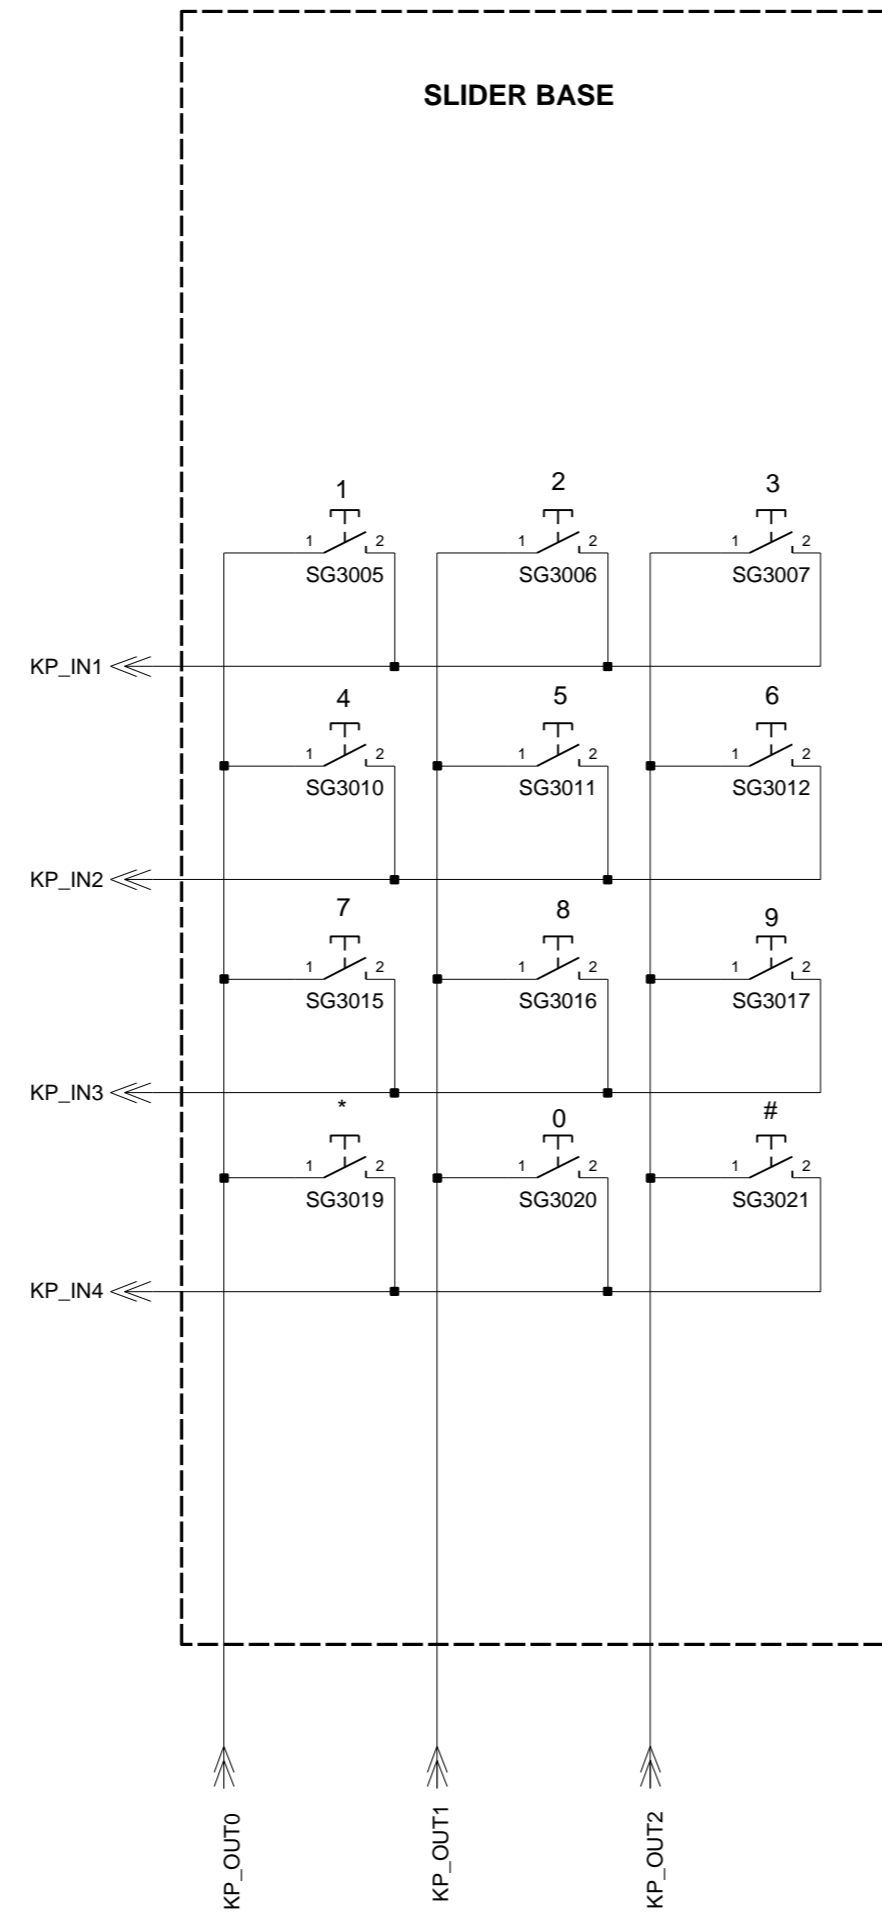 SLIDER BASE
1 2 3
1 2 1 2 1 2
SG3005 SG3006 SG3007
KP_IN1
4 5 6
1 2 1 2 1 2
SG3010 SG3011 SG3012
KP_IN2
7 8 9
1 2 1 2 1 2
SG3015 SG3016 SG3017
KP_IN3
* 0 #
1 2 1 2 1 2
SG3019 SG3020 SG3021
KP_IN4
KP_OUT0 KP_OUT1 KP_OUT2